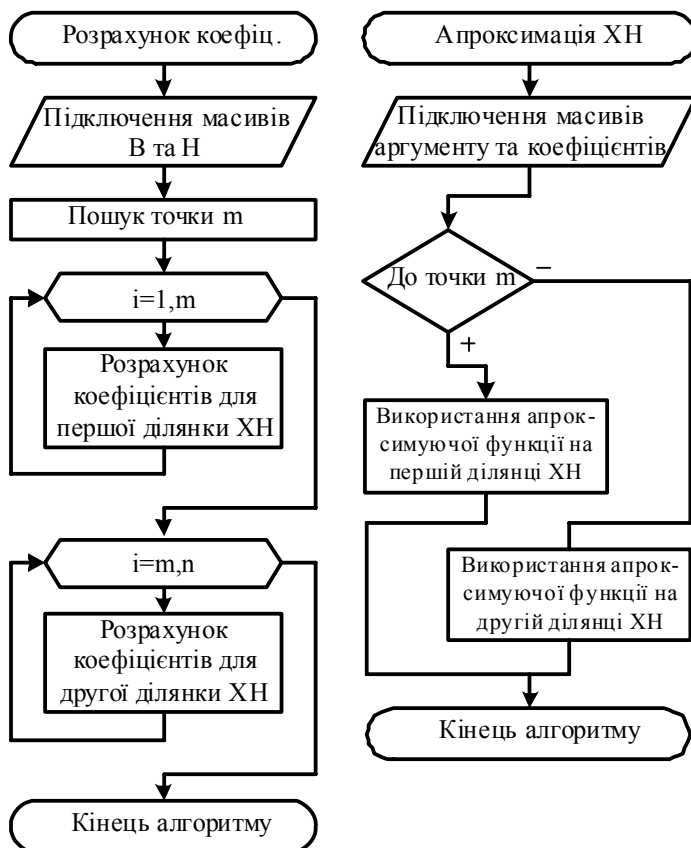 Розрахунок коефіц.
Підключення масивів
В та Н
Пошук точки m
i=1,m
Розрахунок
коефіцієнтів для
першої ділянки ХН
i=m,n
Розрахунок
коефіцієнтів для
другої ділянки ХН
Кінець алгоритму
Апроксимація ХН
Підключення масивів
аргументу та коефіцієнтів
До точки m
–
+
Використання апрок-
симуючої функції на
першій ділянці ХН
Використання апрок-
симуючої функції на
другій ділянці ХН
Кінець алгоритму